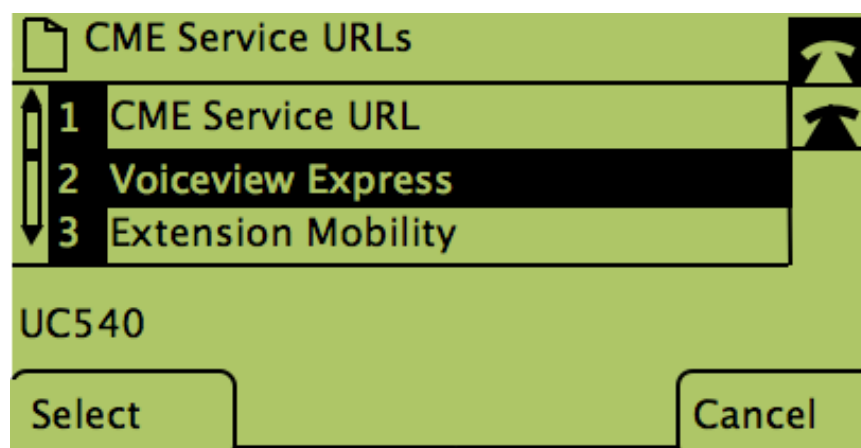 CME Service URLs
1 CME Service URL
2 Voiceview Express
3 Extension Mobility
UC540
Select Cancel